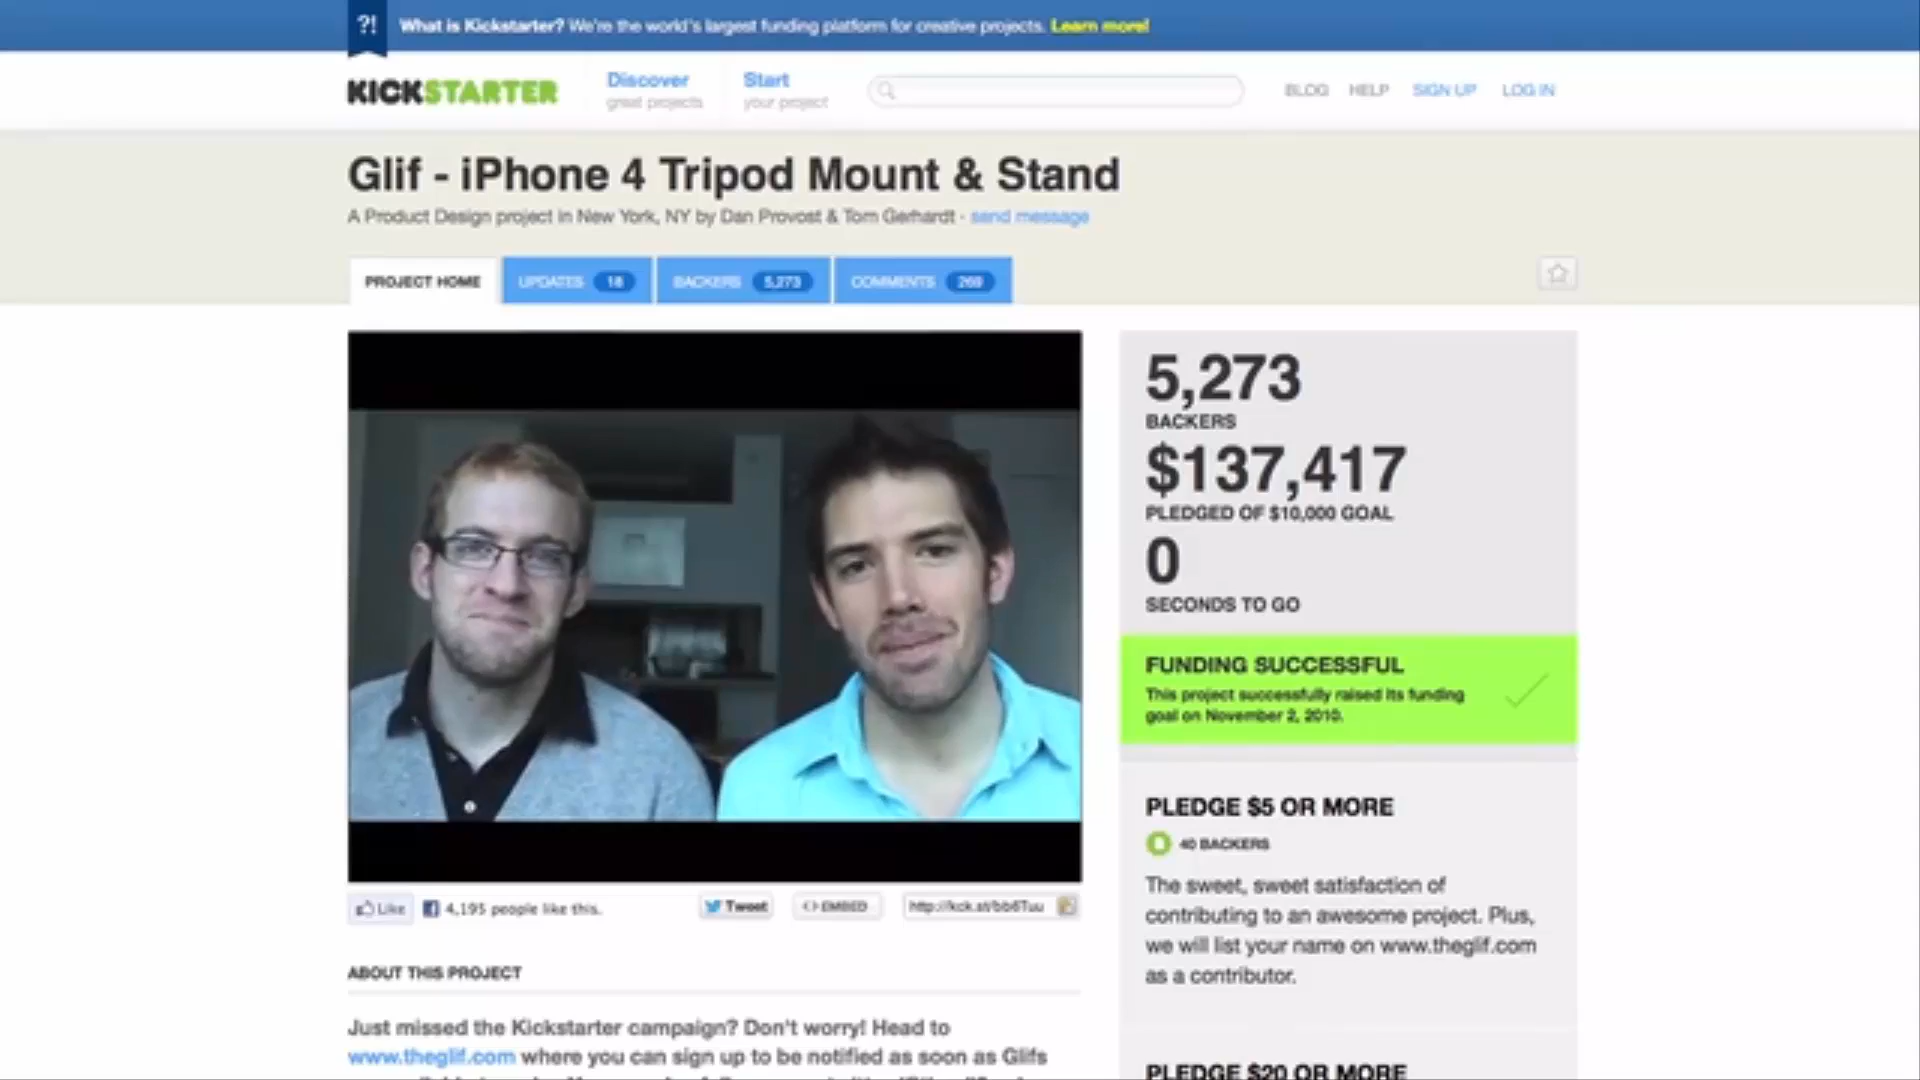 ?! What is Kickstarter? We're the world's largest funding platform for creative projects. Learn more!
KICKSTARTER
Discover
great projects
Start
your project
BLOG HELP SIGN UP LOG IN
Glif - iPhone 4 Tripod Mount & Stand
A Product Design project in New York, NY by Dan Provost & Tom Gerhardt · send message
PROJECT HOME UPDATES 18 BACKERS 5,273 COMMENTS 269
5,273
BACKERS
$137,417
PLEDGED OF $10,000 GOAL
0
SECONDS TO GO
FUNDING SUCCESSFUL
This project successfully raised its funding
goal on November 2, 2010.
PLEDGE $5 OR MORE
40 BACKERS
The sweet, sweet satisfaction of
contributing to an awesome project. Plus,
we will list your name on www.theglif.com
as a contributor.
PLEDGE $20 OR MORE
Like 4,195 people like this. Tweet <> EMBED
ABOUT THIS PROJECT
Just missed the Kickstarter campaign? Don't worry! Head to
www.theglif.com where you can sign up to be notified as soon as Glifs